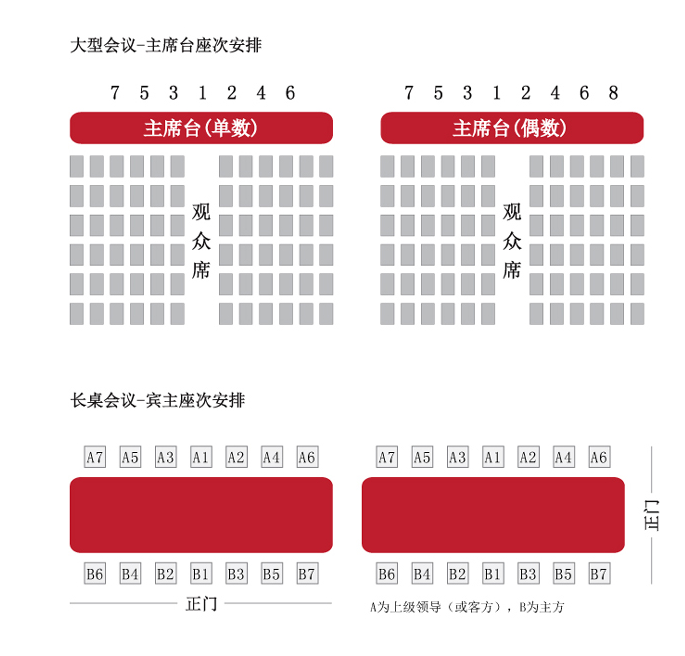 大型会议-主席台座次安排
7 5 3 1 2 4 6
7 5 3 1 2 4 6 8
主席台(单数)
主席台(偶数)
观众席
观众席
长桌会议-宾主座次安排
A7 A5 A3 A1 A2 A4 A6
A7 A5 A3 A1 A2 A4 A6
正门
B6 B4 B2 B1 B3 B5 B7
B6 B4 B2 B1 B3 B5 B7
正门
A为上级领导（或客方），B为主方